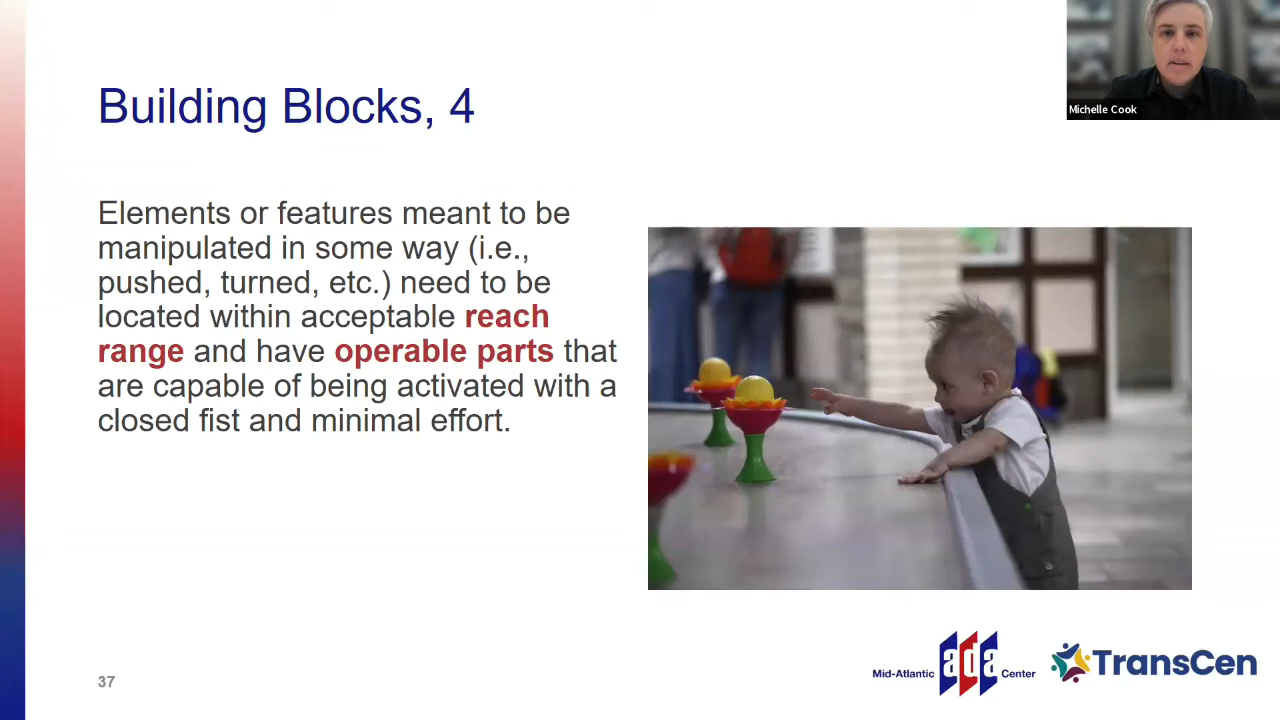 Building Blocks, 4
Michelle Cook
Elements or features meant to be
manipulated in some way (i.e.,
pushed, turned, etc.) need to be
located within acceptable reach
range and have operable parts that
are capable of being activated with a
closed fist and minimal effort.
37
Mid-Atlantic ada Center
TransCen